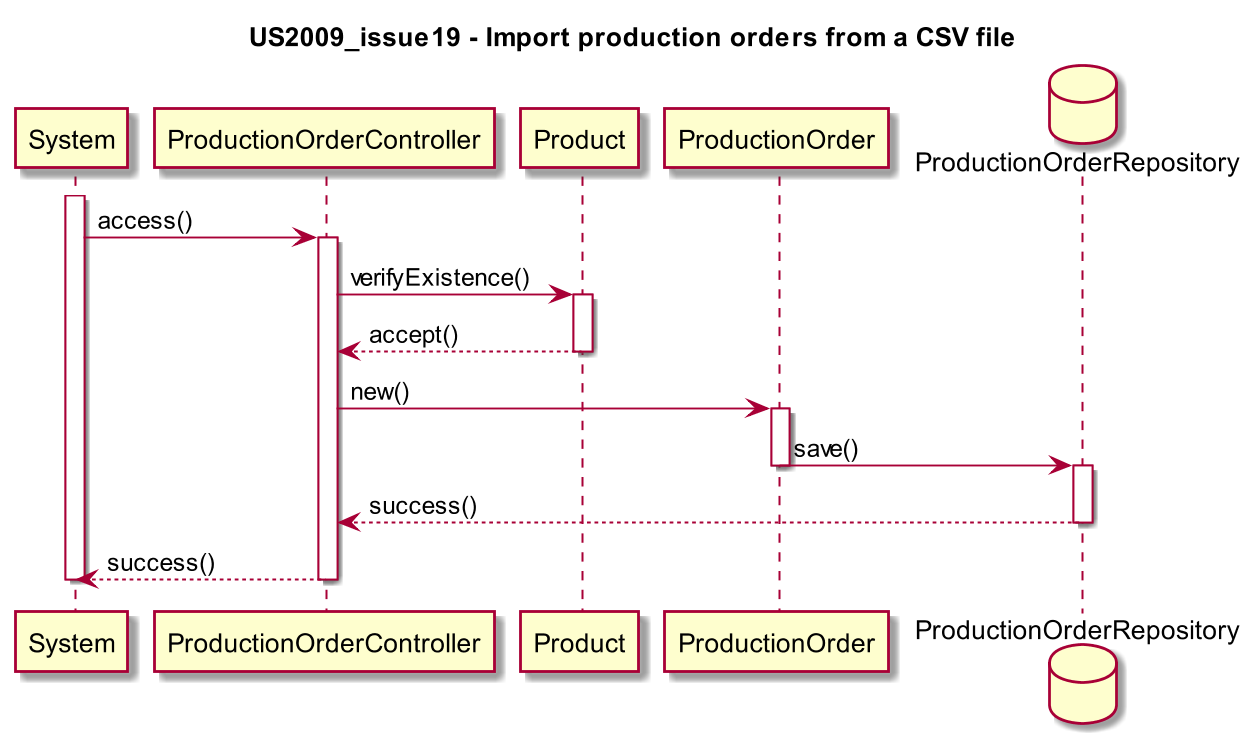 US2009_issue19 - Import production orders from a CSV file
System
ProductionOrderController
Product
ProductionOrder
ProductionOrderRepository
access()
verifyExistence()
accept()
new()
save()
success()
success()
System
ProductionOrderController
Product
ProductionOrder
ProductionOrderRepository